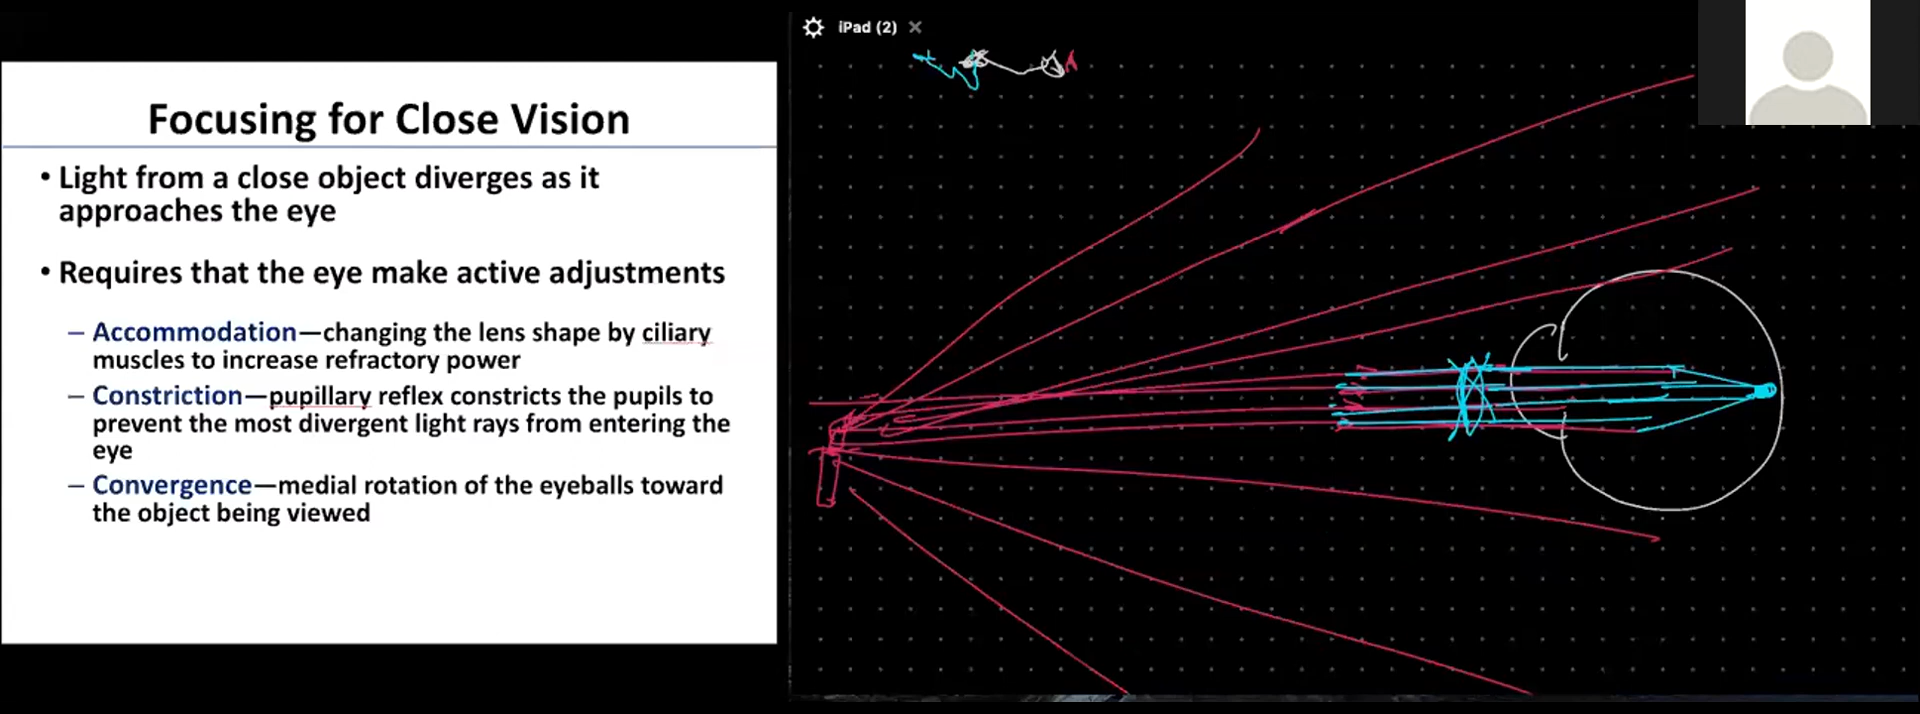 iPad (2)
Focusing for Close Vision
• Light from a close object diverges as it
approaches the eye
• Requires that the eye make active adjustments
– Accommodation—changing the lens shape by ciliary
muscles to increase refractory power
– Constriction—pupillary reflex constricts the pupils to
prevent the most divergent light rays from entering the
eye
– Convergence—medial rotation of the eyeballs toward
the object being viewed